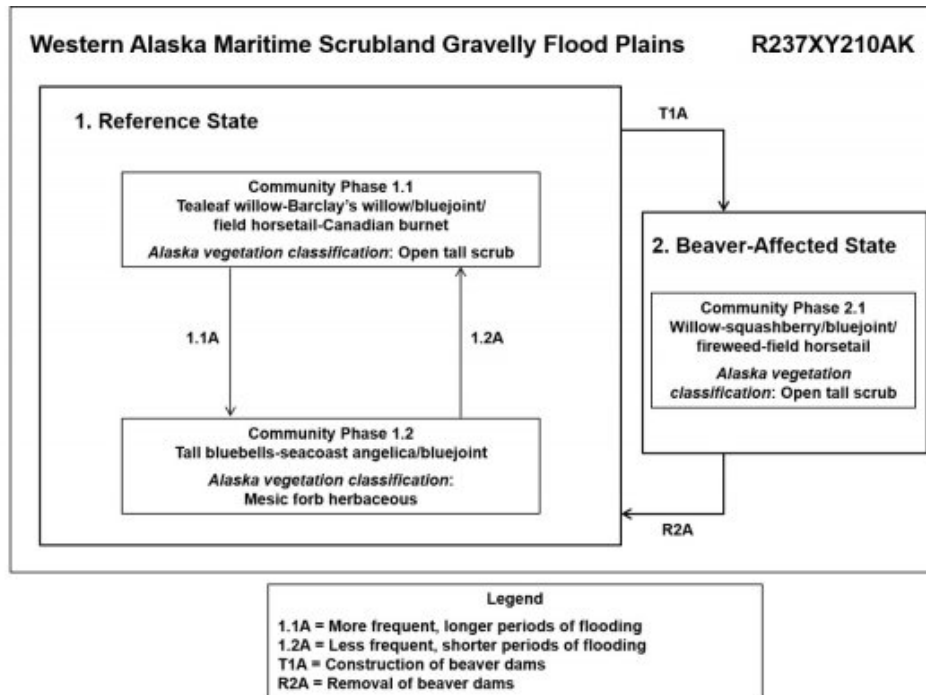 Western Alaska Maritime Scrubland Gravelly Flood Plains R237XY210AK
1. Reference State
T1A
Community Phase 1.1
Tealeaf willow-Barclay's willow/bluejoint/
field horsetail-Canadian burnet
Alaska vegetation classification: Open tall scrub
2. Beaver-Affected State
Community Phase 2.1
Willow-squashberry/bluejoint/
fireweed-field horsetail
Alaska vegetation
classification: Open tall scrub
1.1A
1.2A
Community Phase 1.2
Tall bluebells-seacoast angelica/bluejoint
Alaska vegetation classification:
Mesic forb herbaceous
R2A
Legend
1.1A = More frequent, longer periods of flooding
1.2A = Less frequent, shorter periods of flooding
T1A = Construction of beaver dams
R2A = Removal of beaver dams